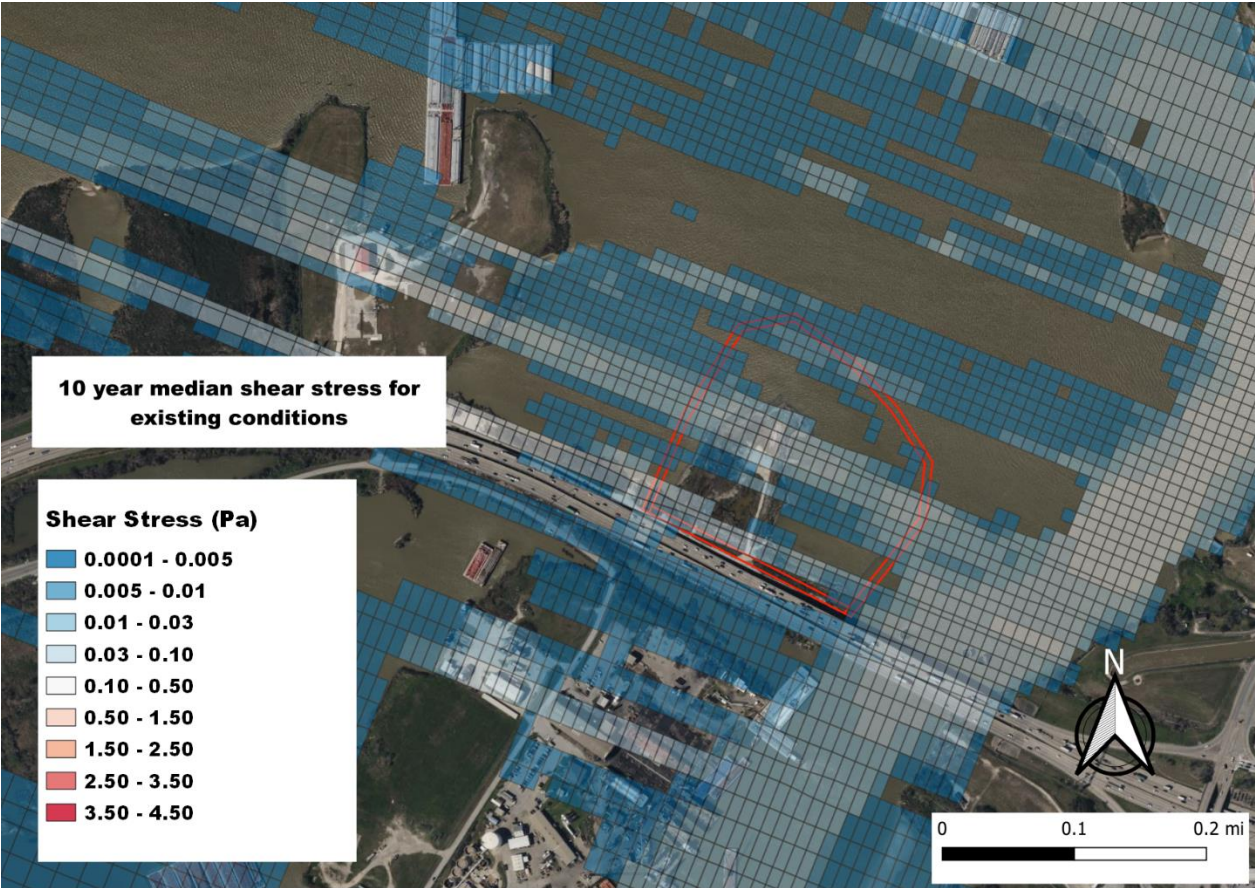 10 year median shear stress for
existing conditions
Shear Stress (Pa)
0.0001 - 0.005
0.005 - 0.01
0.01 - 0.03
0.03 - 0.10
0.10 - 0.50
0.50 - 1.50
1.50 - 2.50
2.50 - 3.50
3.50 - 4.50
N
0 0.1 0.2 mi